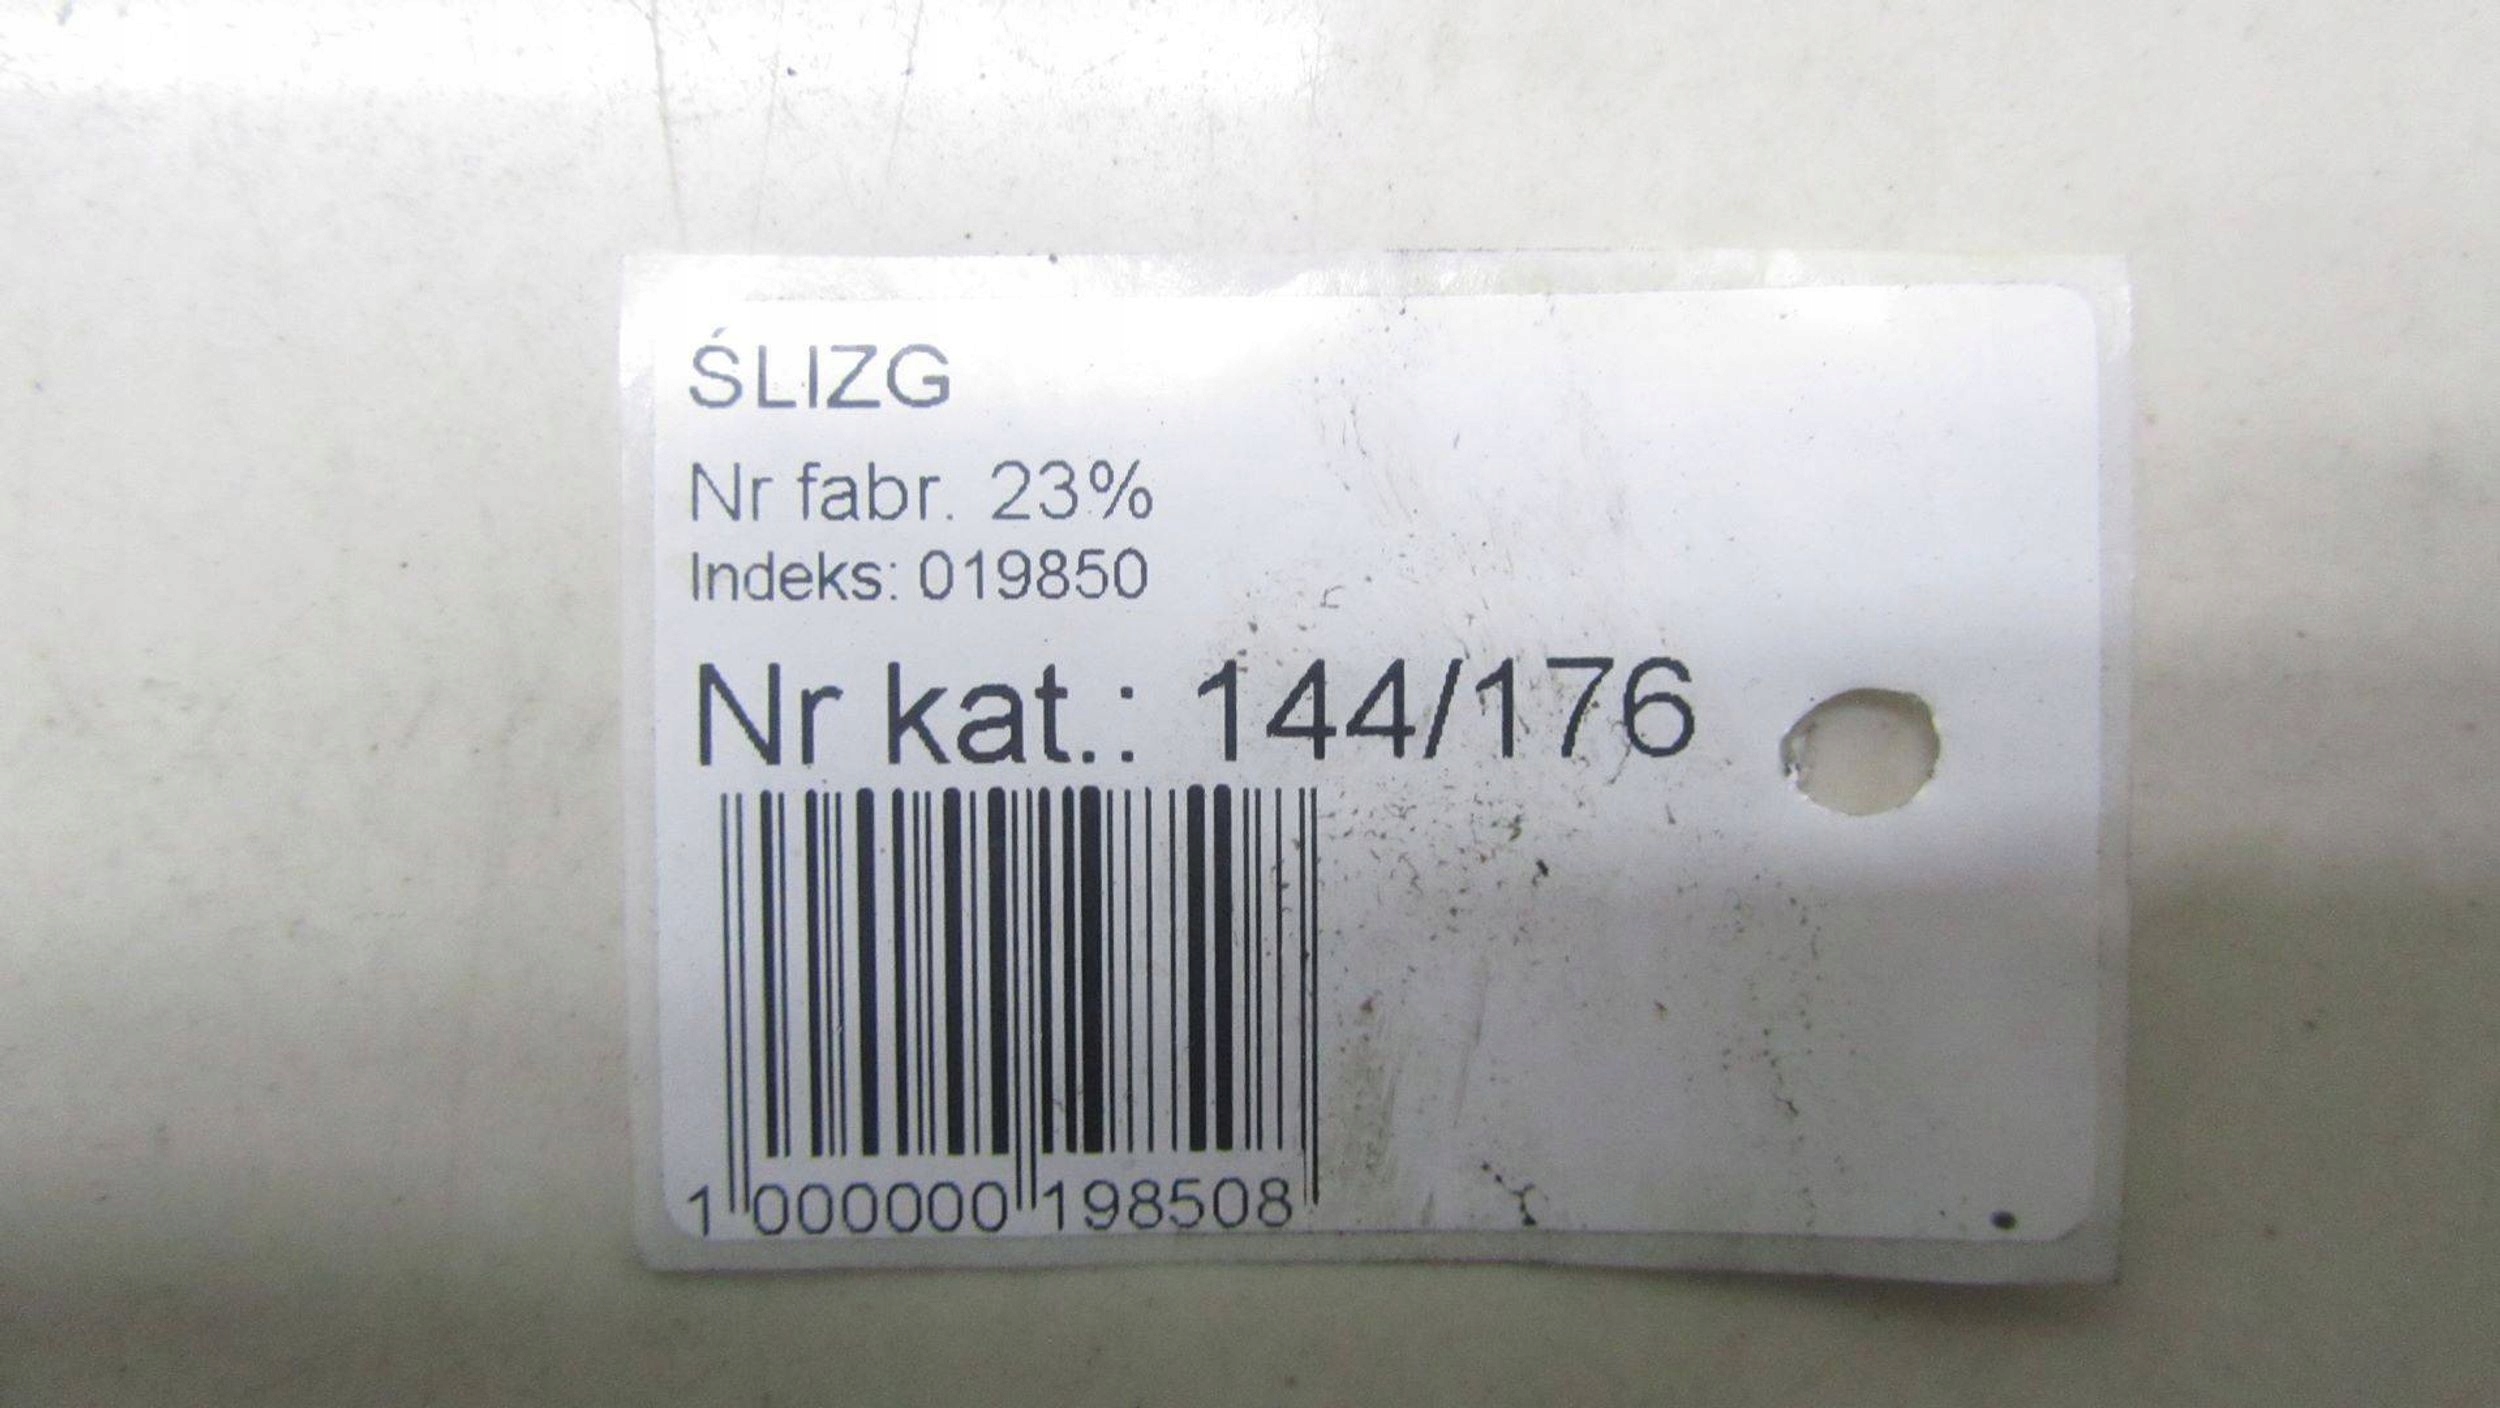 ŚLIZG
Nr fabr. 23%
Indeks: 019850
Nr kat.: 144/176
1 000000 198508